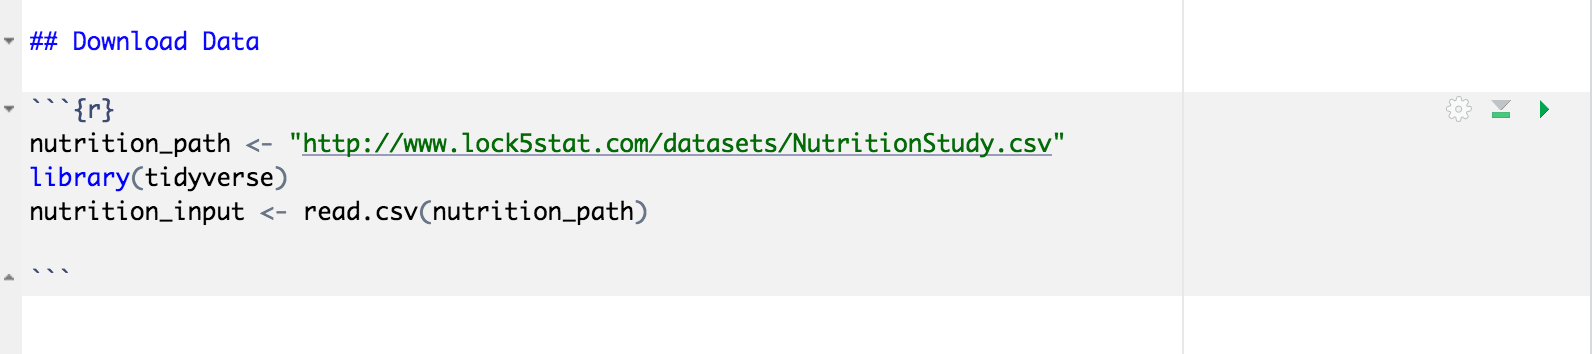 ## Download Data
```{r}
nutrition_path <- "http://www.lock5stat.com/datasets/NutritionStudy.csv"
library(tidyverse)
nutrition_input <- read.csv(nutrition_path)
```